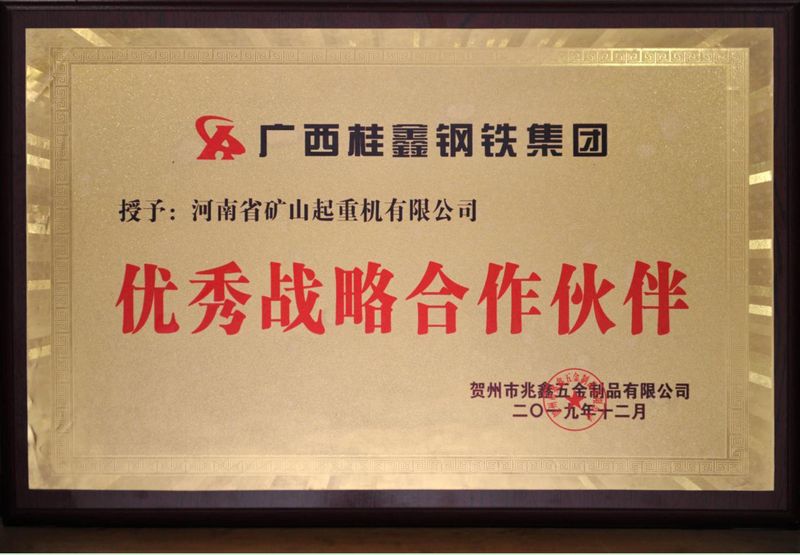 广西桂鑫钢铁集团
授予：河南省矿山起重机有限公司
优秀战略合作伙伴
贺州市兆鑫五金制品有限公司
二〇一九年十二月